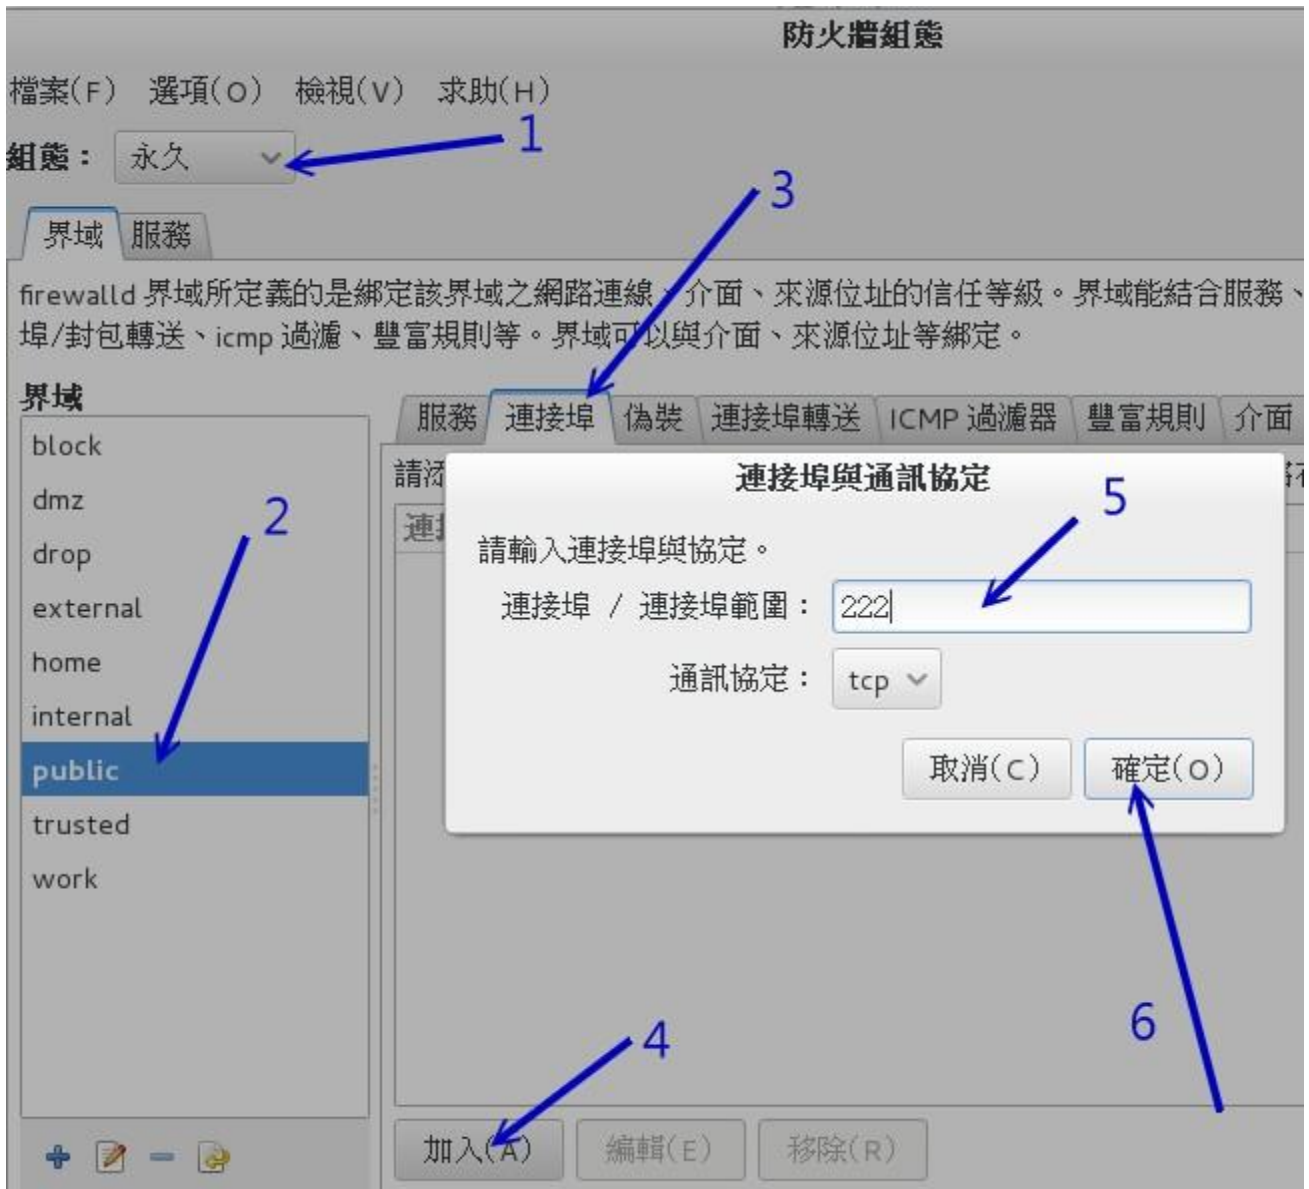 防火牆組態
檔案(F) 選項(O) 檢視(V) 求助(H)
組態： 永久
1
3
界域 服務
firewalld 界域所定義的是綁定該界域之網路連線、介面、來源位址的信任等級。界域能結合服務、
埠/封包轉送、icmp 過濾、豐富規則等。界域可以與介面、來源位址等綁定。
界域
服務 連接埠 偽裝 連接埠轉送 ICMP 過濾器 豐富規則 介面
block
dmz
drop
external
home
internal
public
trusted
work
2
請添
連接埠與通訊協定
5
請輸入連接埠與協定。
連接埠 / 連接埠範圍： 222
通訊協定： tcp
取消(C) 確定(O)
6
4
加入(A) 編輯(E) 移除(R)